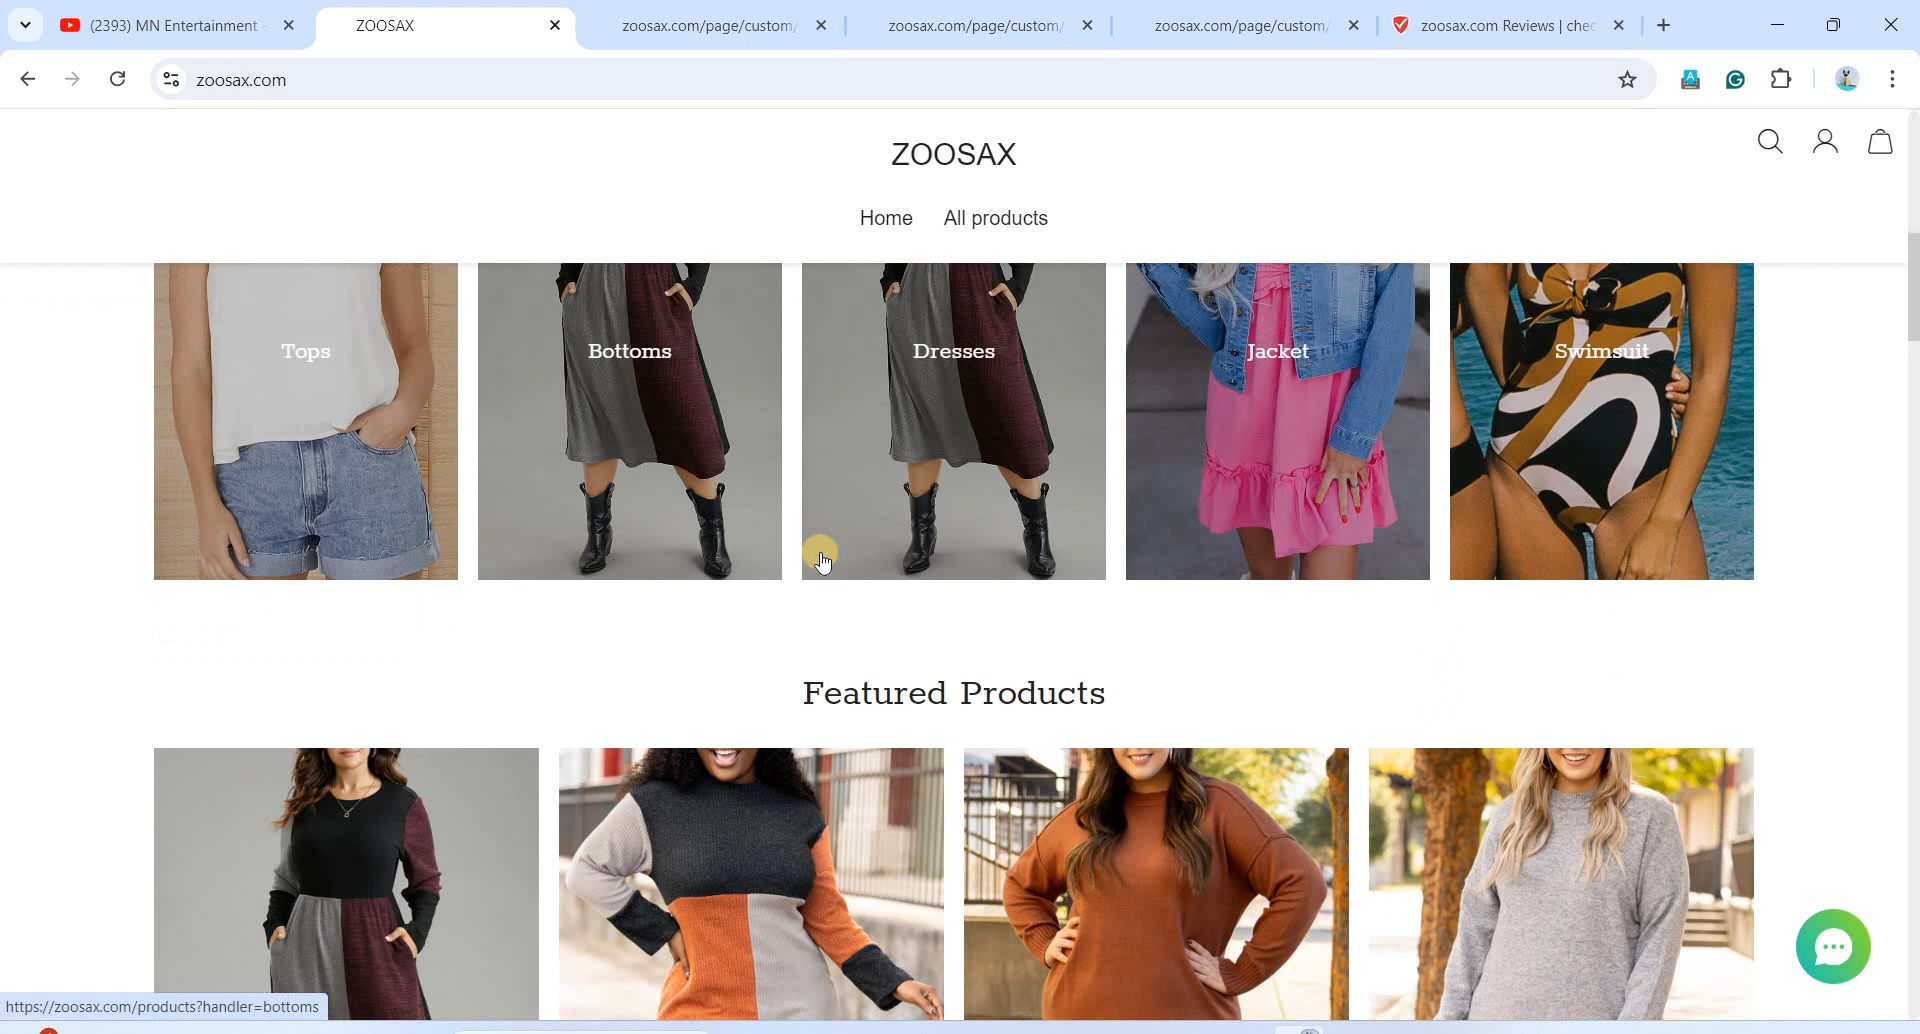 (2393) MN Entertainment -
ZOOSAX
zoosax.com/page/custom/
zoosax.com/page/custom/
zoosax.com/page/custom/
zoosax.com Reviews | chec
zoosax.com
ZOOSAX
Home
All products
Tops
Bottoms
Dresses
Jacket
Swimsuit
Featured Products
https://zoosax.com/products?handler=bottoms